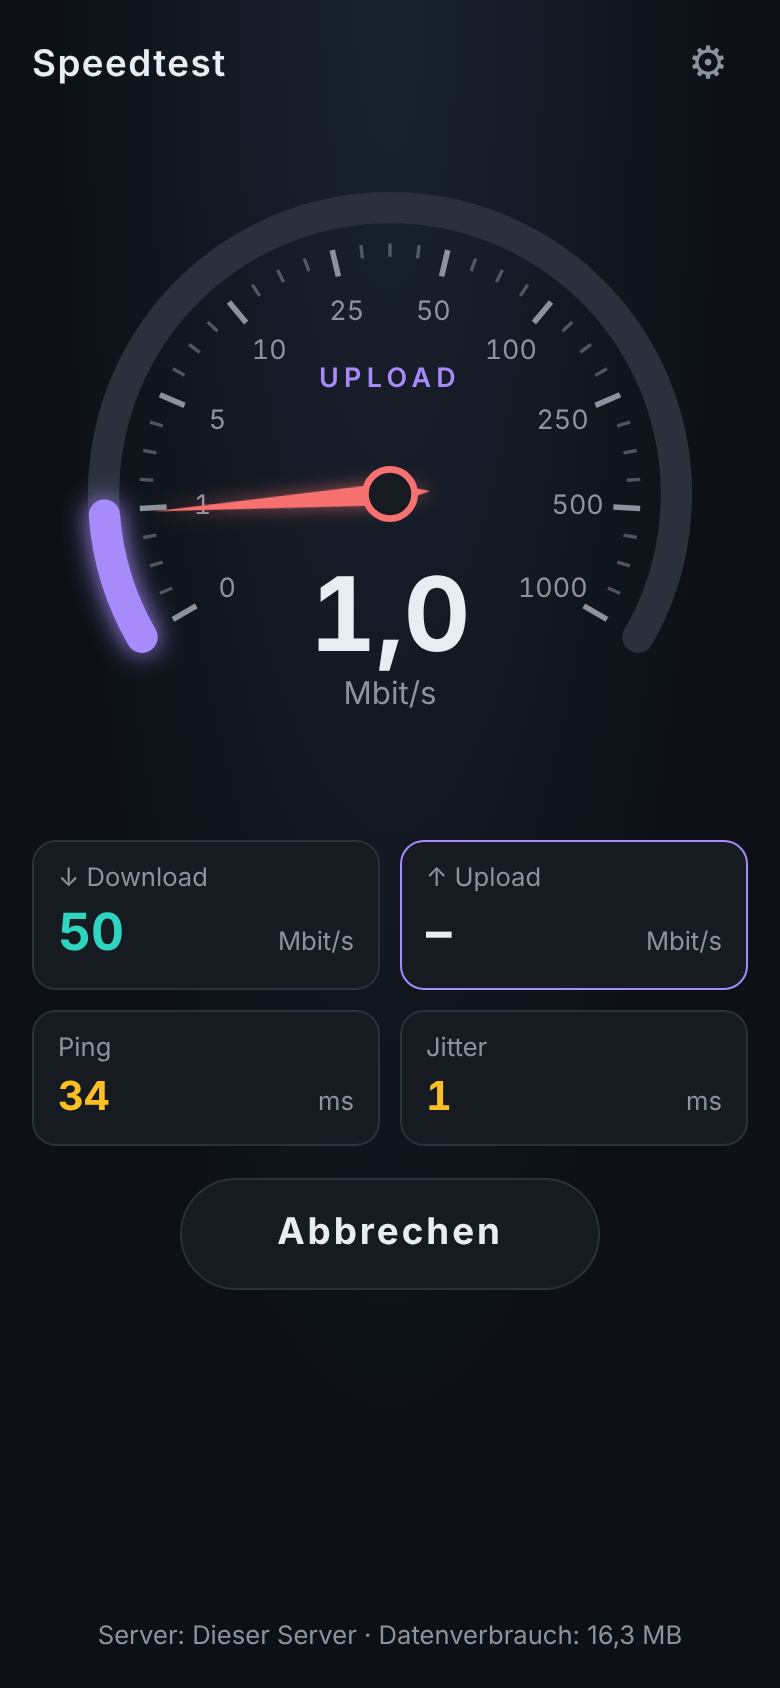 Speedtest ⚙
25 50
10 100
UPLOAD
5 250
1 500
0 1000
1,0
Mbit/s
↓ Download
50 Mbit/s
↑ Upload
– Mbit/s
Ping
34 ms
Jitter
1 ms
Abbrechen
Server: Dieser Server · Datenverbrauch: 16,3 MB